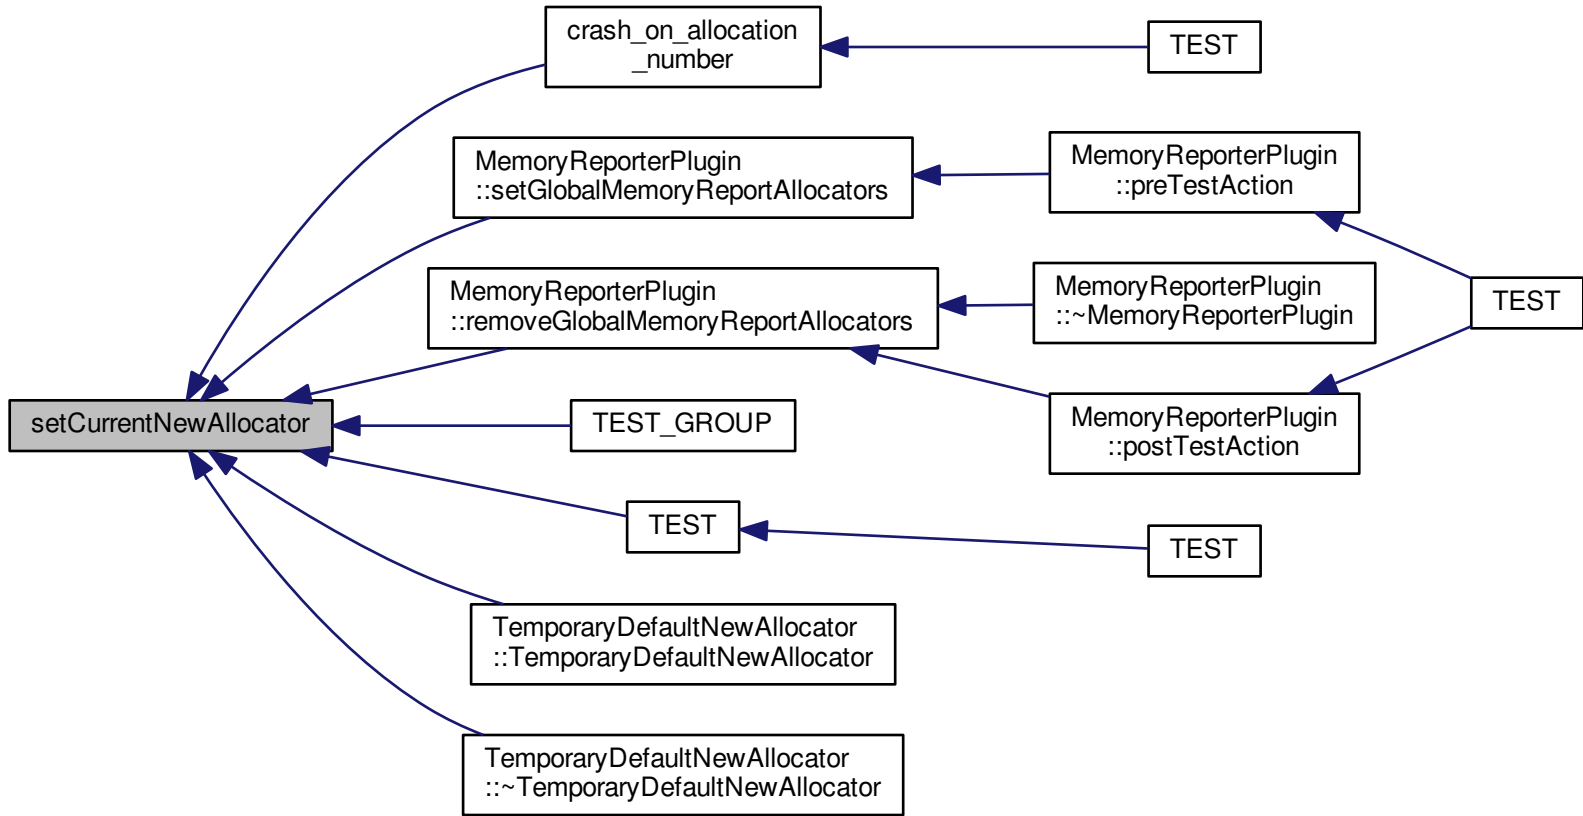 crash_on_allocation
_number
TEST
MemoryReporterPlugin
::setGlobalMemoryReportAllocators
MemoryReporterPlugin
::preTestAction
MemoryReporterPlugin
::removeGlobalMemoryReportAllocators
MemoryReporterPlugin
::~MemoryReporterPlugin
TEST
setCurrentNewAllocator
TEST_GROUP
MemoryReporterPlugin
::postTestAction
TEST
TEST
TemporaryDefaultNewAllocator
::TemporaryDefaultNewAllocator
TemporaryDefaultNewAllocator
::~TemporaryDefaultNewAllocator